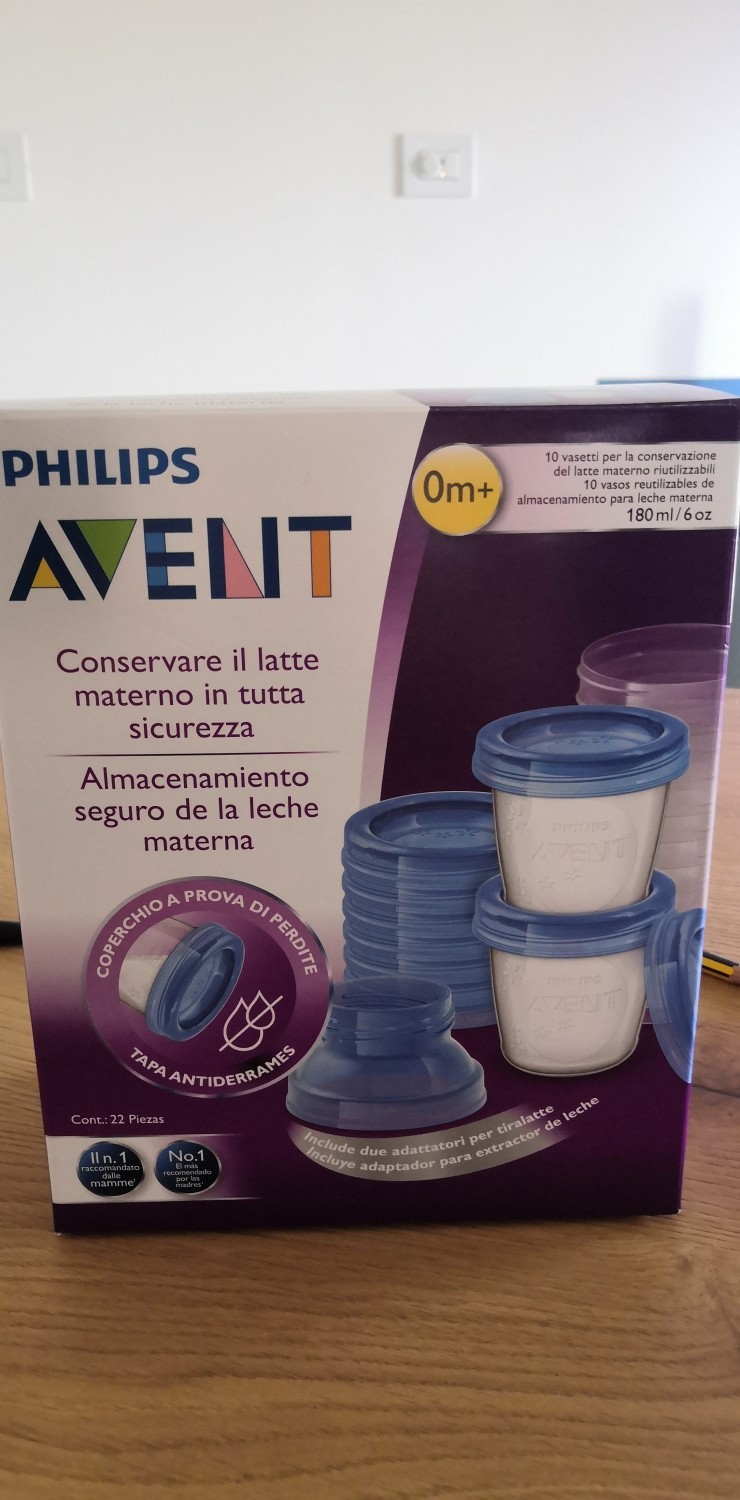 PHILIPS
AVENT
0m+
10 vasetti per la conservazione
del latte materno riutilizzabili
10 vasos reutilizables de
almacenamiento para leche materna
180 ml / 6 oz
Conservare il latte
materno in tutta
sicurezza
Almacenamiento
seguro de la leche
materna
COPERCHIO A PROVA DI PERDITE
TAPA ANTIDERRAMES
PHILIPS
AVENT
PHILIPS
AVENT
Cont.: 22 Piezas
Il n. 1
raccomandato
dalle
mamme¹
No.1
El más
recomendado
por las
madres¹
Include due adattatori per tiralatte
Incluye adaptador para extractor de leche